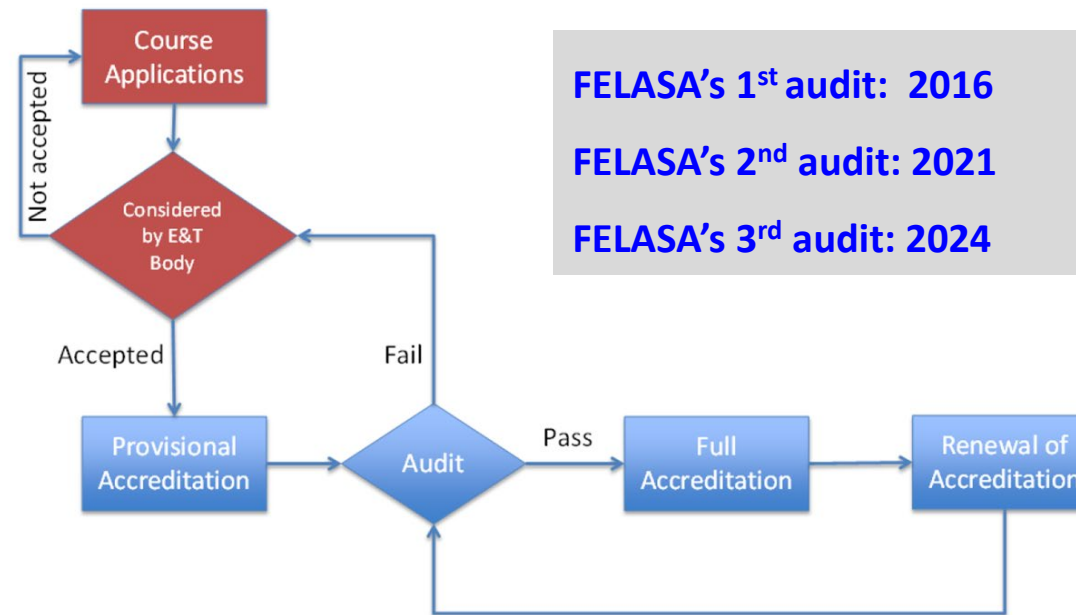 Course
Applications
FELASA’s 1st audit: 2016
FELASA’s 2nd audit: 2021
FELASA’s 3rd audit: 2024
Not accepted
Considered
by E&T
Body
Accepted
Fail
Provisional
Accreditation
Audit
Pass
Full
Accreditation
Renewal of
Accreditation